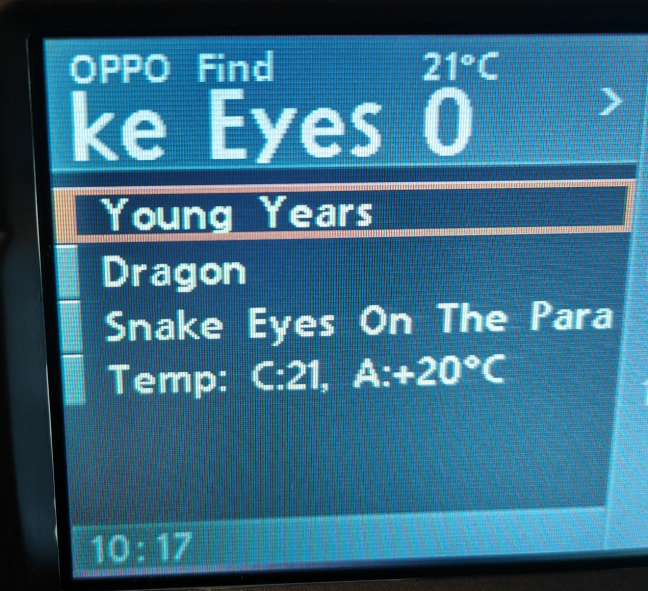 OPPO Find 21°C
ke Eyes O >
Young Years
Dragon
Snake Eyes On The Para
Temp: C:21, A:+20°C
10:17